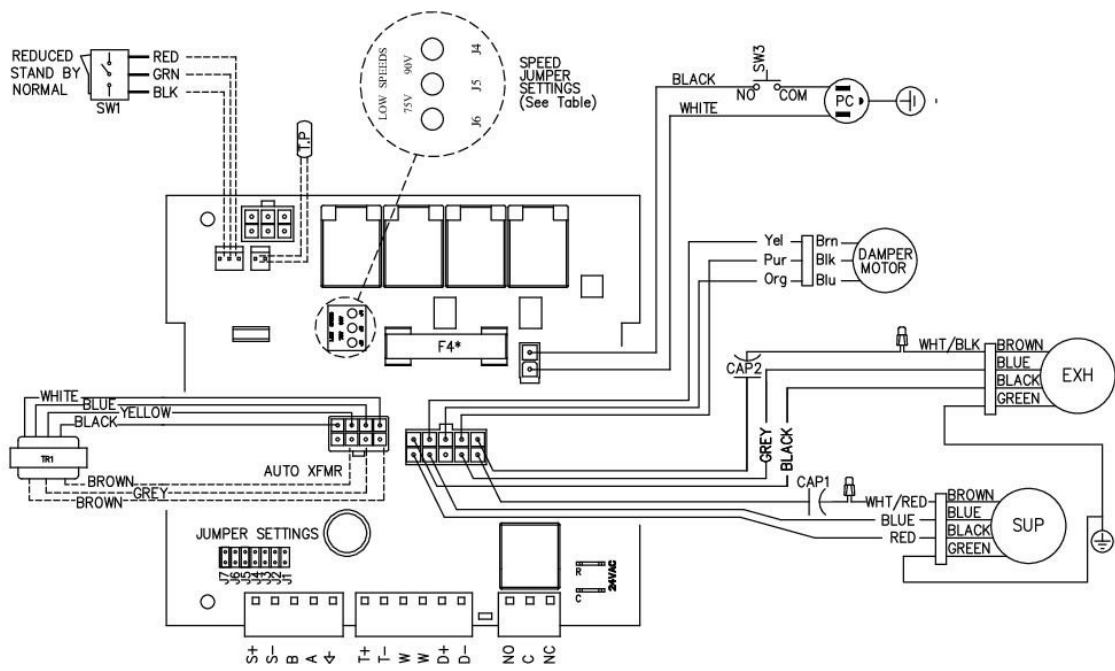 REDUCED
STAND BY
NORMAL
SW1
RED
GRN
BLK
T.P
LOW SPEEDS
75V 90V
J4
J5
J6
SPEED
JUMPER
SETTINGS
(See Table)
BLACK
WHITE
SW3
NO COM
PC
Yel
Pur
Org
Brn
Blk
Blu
DAMPER
MOTOR
F4*
CAP2
WHT/BLK
BROWN
BLUE
BLACK
GREEN
EXH
GREY
BLACK
WHITE
BLUE
YELLOW
BLACK
TR1
AUTO XFMR
BROWN
GREY
BROWN
CAP1
WHT/RED
BLUE
RED
BROWN
BLUE
BLACK
GREEN
SUP
JUMPER SETTINGS
J7 J6 J5 J4 J3 J2 J1
R
C
24VAC
S+ S- B A
T+ T- W W D+ D-
NO C NC